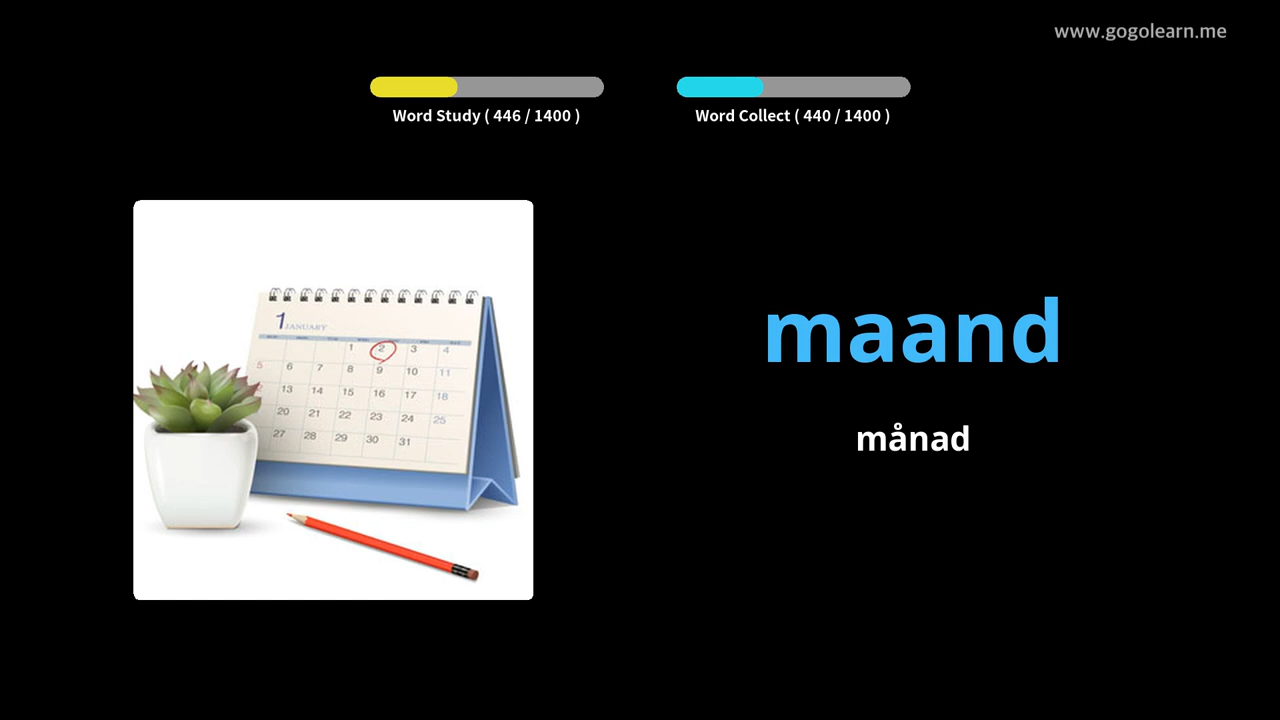 www.gogolearn.me
Word Study ( 446 / 1400 )
Word Collect ( 440 / 1400 )
maand
månad
1 JANUARY
1 2 3 4
5 6 7 8 9 10 11
13 14 15 16 17 18
20 21 22 23 24 25
27 28 29 30 31